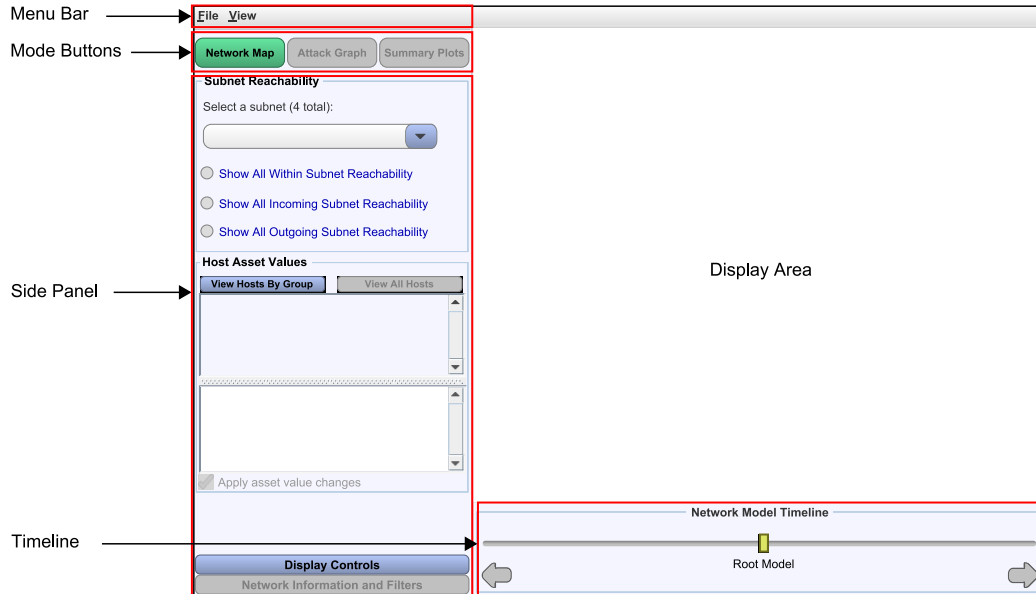 Menu Bar
File View
Mode Buttons
Network Map Attack Graph Summary Plots
Subnet Reachability
Select a subnet (4 total):
Show All Within Subnet Reachability
Show All Incoming Subnet Reachability
Show All Outgoing Subnet Reachability
Host Asset Values
View Hosts By Group View All Hosts
Side Panel
Apply asset value changes
Display Area
Timeline
Display Controls
Network Information and Filters
Network Model Timeline
Root Model